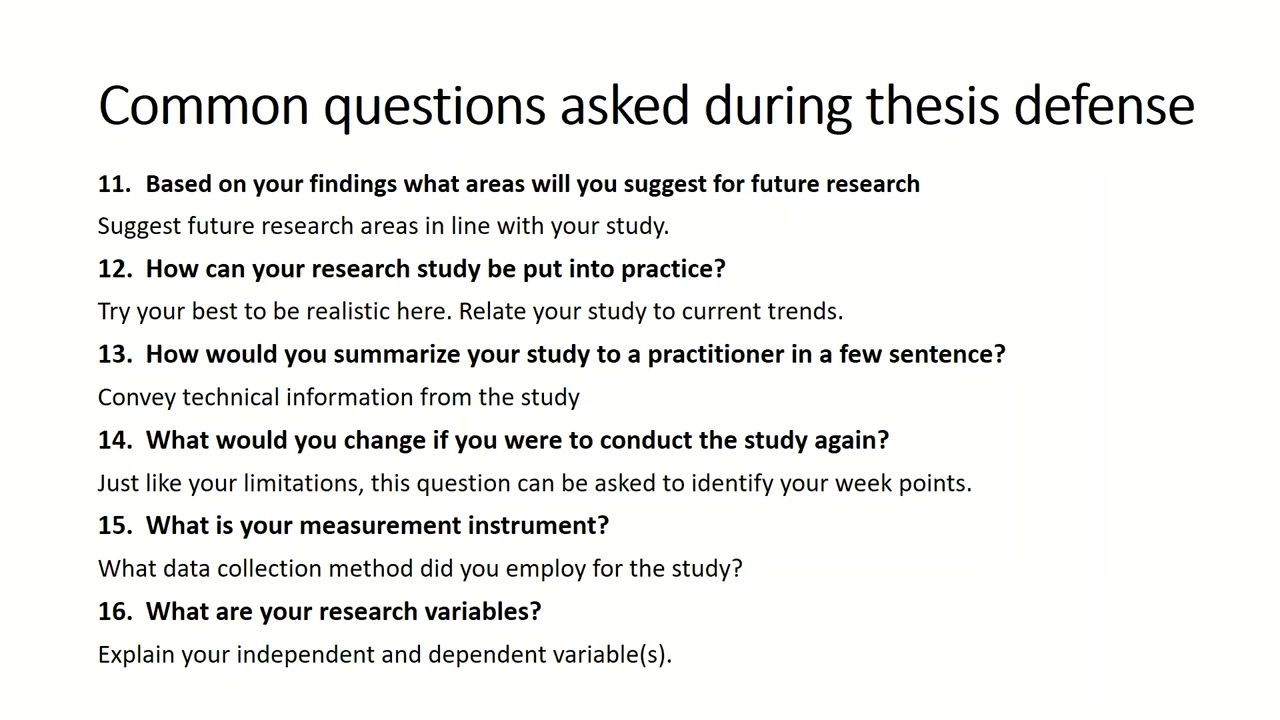 Common questions asked during thesis defense
11. Based on your findings what areas will you suggest for future research
Suggest future research areas in line with your study.
12. How can your research study be put into practice?
Try your best to be realistic here. Relate your study to current trends.
13. How would you summarize your study to a practitioner in a few sentence?
Convey technical information from the study
14. What would you change if you were to conduct the study again?
Just like your limitations, this question can be asked to identify your week points.
15. What is your measurement instrument?
What data collection method did you employ for the study?
16. What are your research variables?
Explain your independent and dependent variable(s).